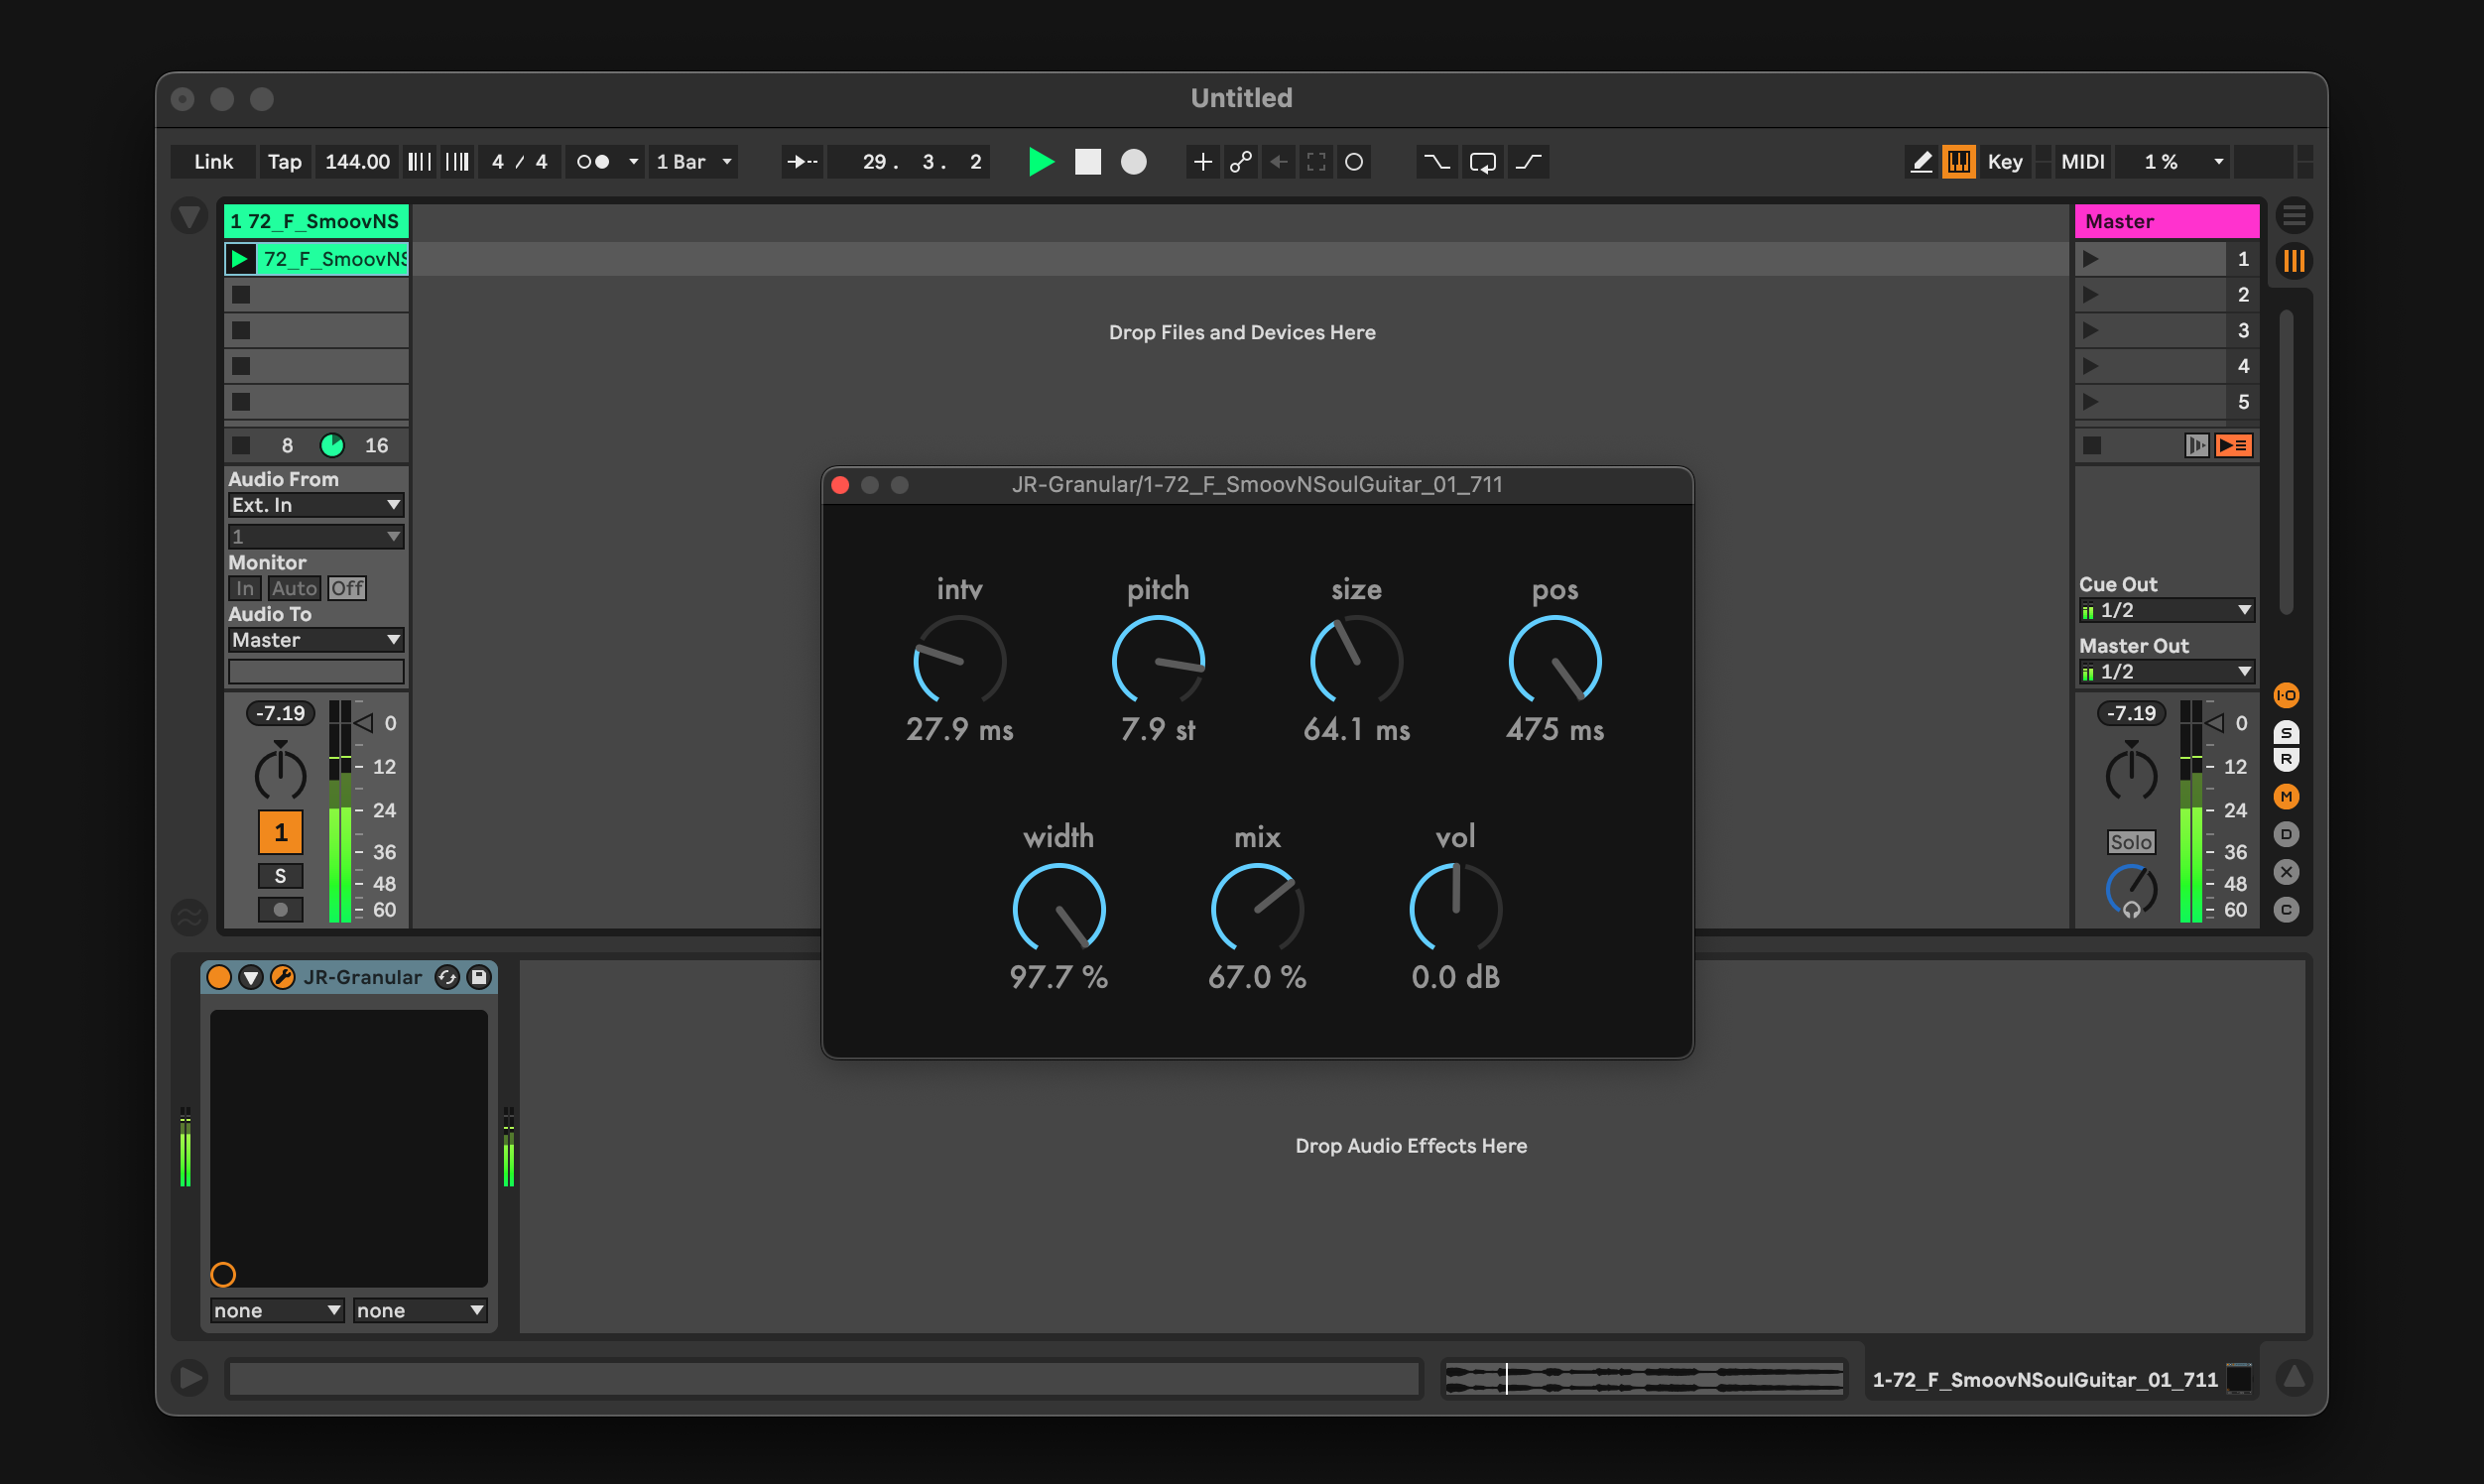 Untitled
Link Tap 144.00 4 / 4 1 Bar 29. 3. 2 Key MIDI 1 %
1 72_F_SmoovNS Master
72_F_SmoovNS 1
2
Drop Files and Devices Here 3
4
5
8 16
Audio From
Ext. In
1
Monitor
In Auto Off
Audio To
Master
Cue Out
1/2
Master Out
1/2
-7.19 0
12
24
1
36
S
48
60
-7.19 0
12
24
Solo
36
48
60
I·O
S
R
M
D
X
C
JR-Granular/1-72_F_SmoovNSoulGuitar_01_711
intv pitch size pos
27.9 ms 7.9 st 64.1 ms 475 ms
width mix vol
97.7 % 67.0 % 0.0 dB
JR-Granular
none none
Drop Audio Effects Here
1-72_F_SmoovNSoulGuitar_01_711